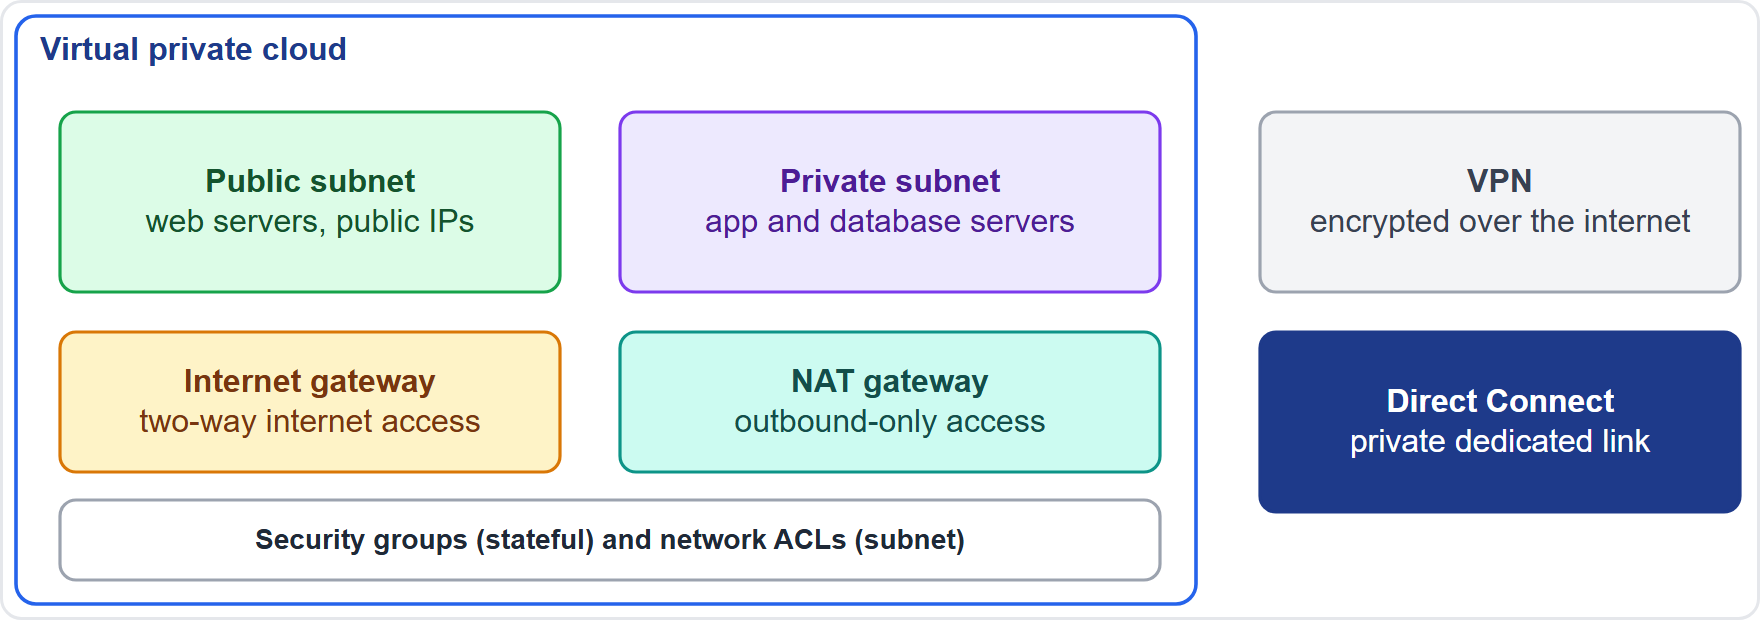 Virtual private cloud
Public subnet
web servers, public IPs
Private subnet
app and database servers
VPN
encrypted over the internet
Internet gateway
two-way internet access
NAT gateway
outbound-only access
Direct Connect
private dedicated link
Security groups (stateful) and network ACLs (subnet)